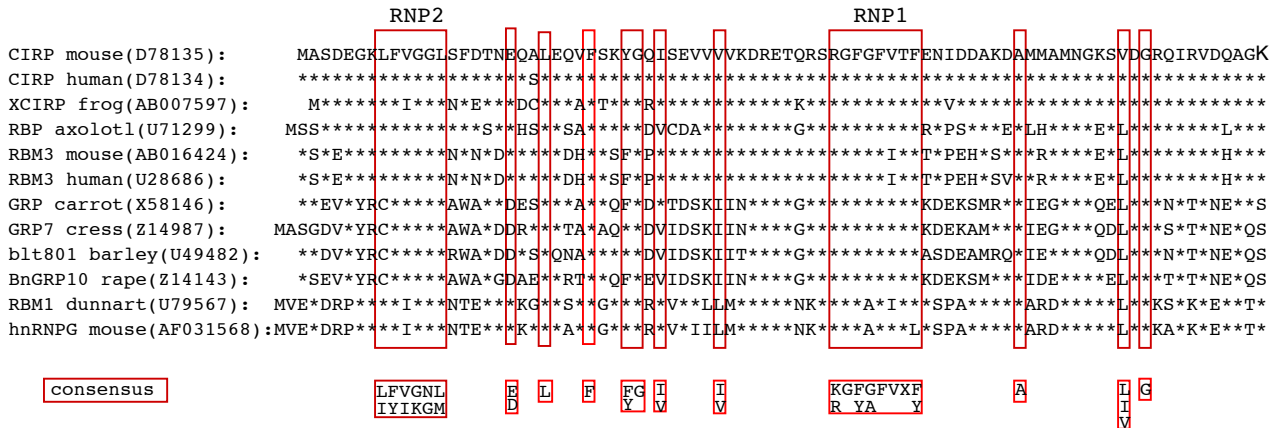 RNP2 RNP1
CIRP mouse(D78135): MASDEGKLFVGGLSFDTNEQALEQVFSKYGQISEVVVVKDRETQRSRGFGFVTFENIDDAKDAMMAMNGKSVDGRQIRVDQAGK
CIRP human(D78134): ********************S***************************************************************
XCIRP frog(AB007597): M*******I***N*E***DC***A*T***R************K************V***************************
RBP axolotl(U71299): MSS**************S**HS**SA*****DVCDA********G**********R*PS***E*LH****E*L********L***
RBM3 mouse(AB016424): *S*E*********N*N*D*****DH**SF*P********************I**T*PEH*S***R****E*L********H***
RBM3 human(U28686): *S*E*********N*N*D*****DH**SF*P********************I**T*PEH*SV**R****E*L********H***
GRP carrot(X58146): **EV*YRC*****AWA**DES***A**QF*D*TDSKIIN****G**********KDEKSMR**IEG***QEL***N*T*NE**S
GRP7 cress(Z14987): MASGDV*YRC*****AWA**DDR**TA*AQ**DVIDSKIIN****G**********KDEKAM***IEG***QDL***S*T*NE*QS
blt801 barley(U49482): **DV*YRC*****RWA*DD*S*QNA*****DVIDSKIIT****G**********ASDEAMRQ*IE****QDL***N*T*NE*QS
BnGRP10 rape(Z14143): *SEV*YRC*****AWA*GDAE**RT**QF*EVIDSKIIN****G**********KDEKSM***IDE****EL***T*T*NE*QS
RBM1 dunnart(U79567): MVE*DRP****I***NTE***KG**S**G***R*V**LLM*****NK****A*I***SPA*****ARD*****L**KS*K*E**T*
hnRNPG mouse(AF031568):MVE*DRP****I***NTE***K***A**G***R*V*IILM*****NK****A***L*SPA*****ARD*****L**KA*K*E**T*
consensus LFVGNL E L F FG I I KGFGFVXF A L G
IYIKGM D Y V V R YA Y I
V